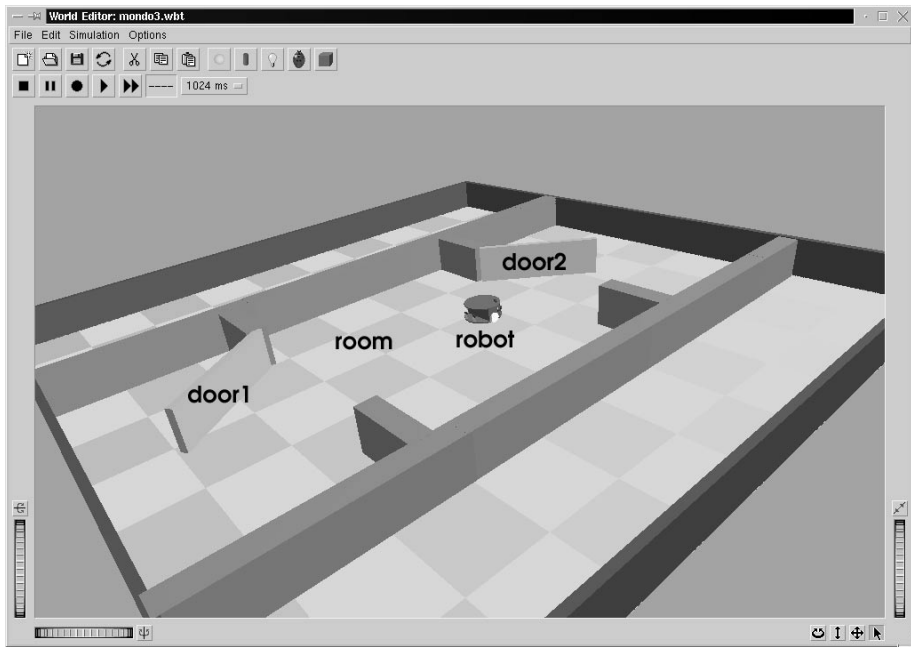 World Editor: mondo3.wbt
File Edit Simulation Options
---- 1024 ms
door2
robot
room
door1